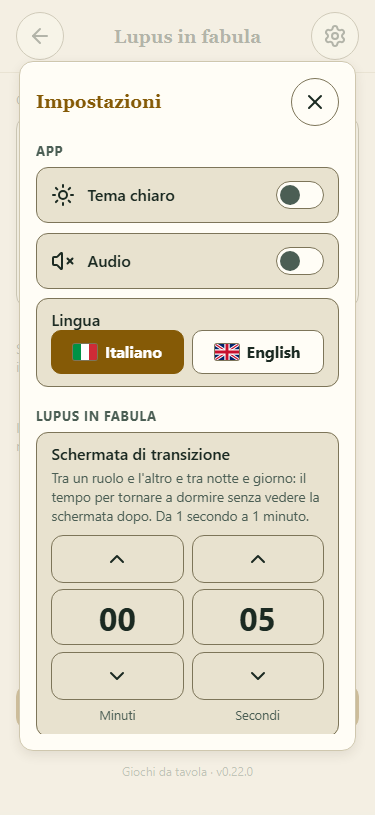 Lupus in fabula
Impostazioni
APP
Tema chiaro
Audio
Lingua
Italiano
English
LUPUS IN FABULA
Schermata di transizione
Tra un ruolo e l'altro e tra notte e giorno: il
tempo per tornare a dormire senza vedere la
schermata dopo. Da 1 secondo a 1 minuto.
00
05
Minuti
Secondi
Giochi da tavola · v0.22.0